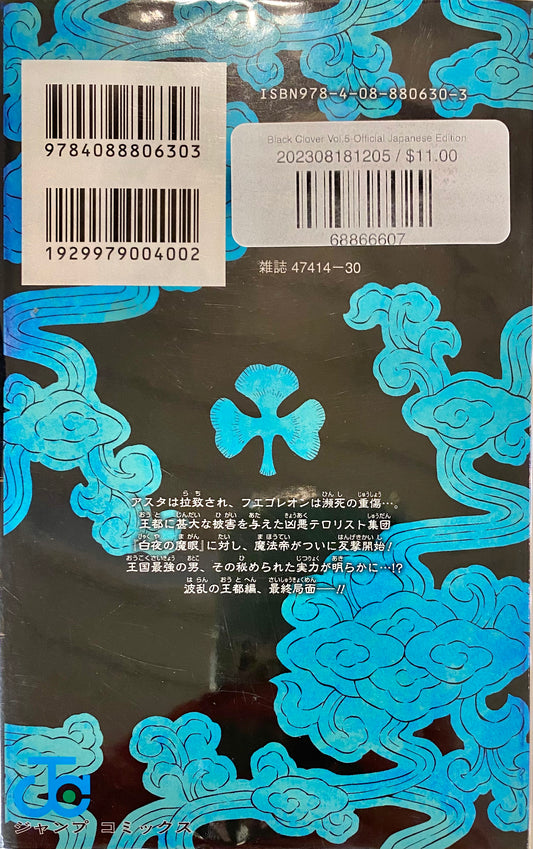 ISBN978-4-08-880630-3
9784088806303
1929979004002
Black Clover Vol.5-Official Japanese Edition
202308181205 / $11.00
68866607
雑誌 47414-30
アスタは拉致され、フエゴレオンは瀕死の重傷…。
王都に甚大な被害を与えた凶悪テロリスト集団
『白夜の魔眼』に対し、魔法帝がついに反撃開始!
王国最強の男、その秘められた実力が明らかに…!?
波乱の王都編、最終局面──!!
ジャンプ コミックス